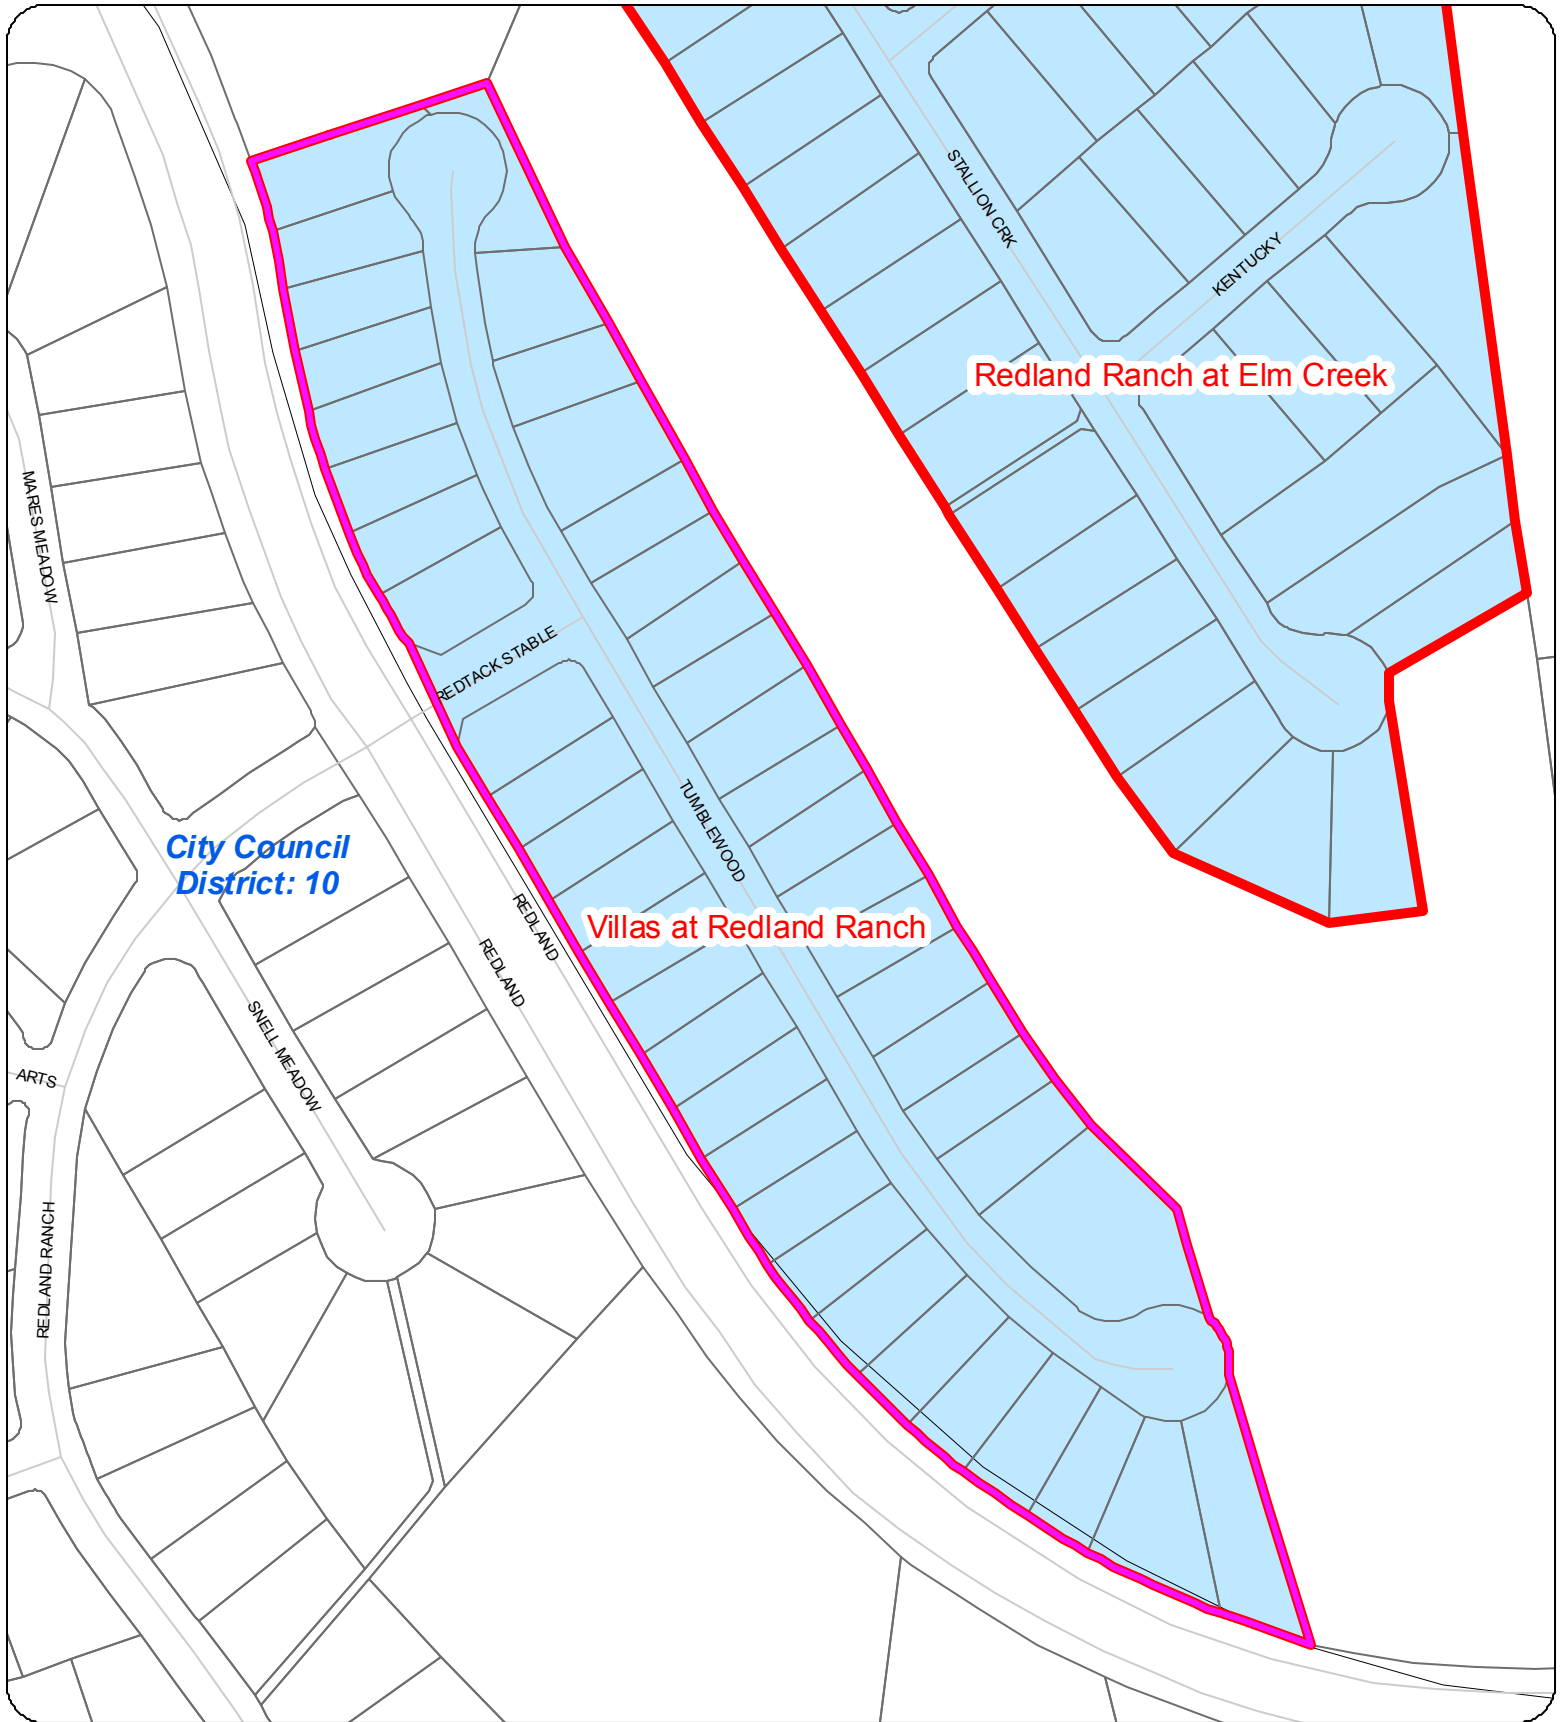 STALLION CRK
KENTUCKY
Redland Ranch at Elm Creek
MARES MEADOW
REDTACK STABLE
TUMBLEWOOD
City Council
District: 10
REDLAND
Villas at Redland Ranch
REDLAND
SNELL MEADOW
ARTS
REDLAND RANCH